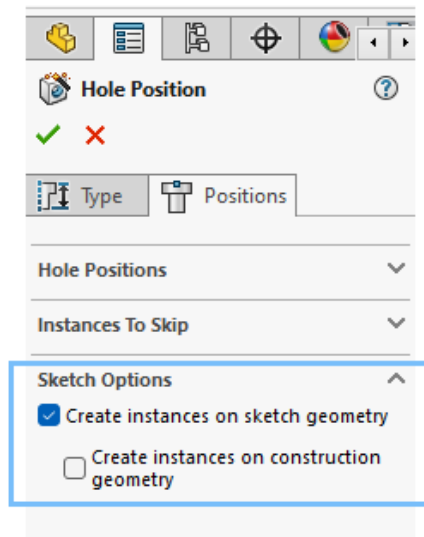 Hole Position
Type
Positions
Hole Positions
Instances To Skip
Sketch Options
Create instances on sketch geometry
Create instances on construction
geometry